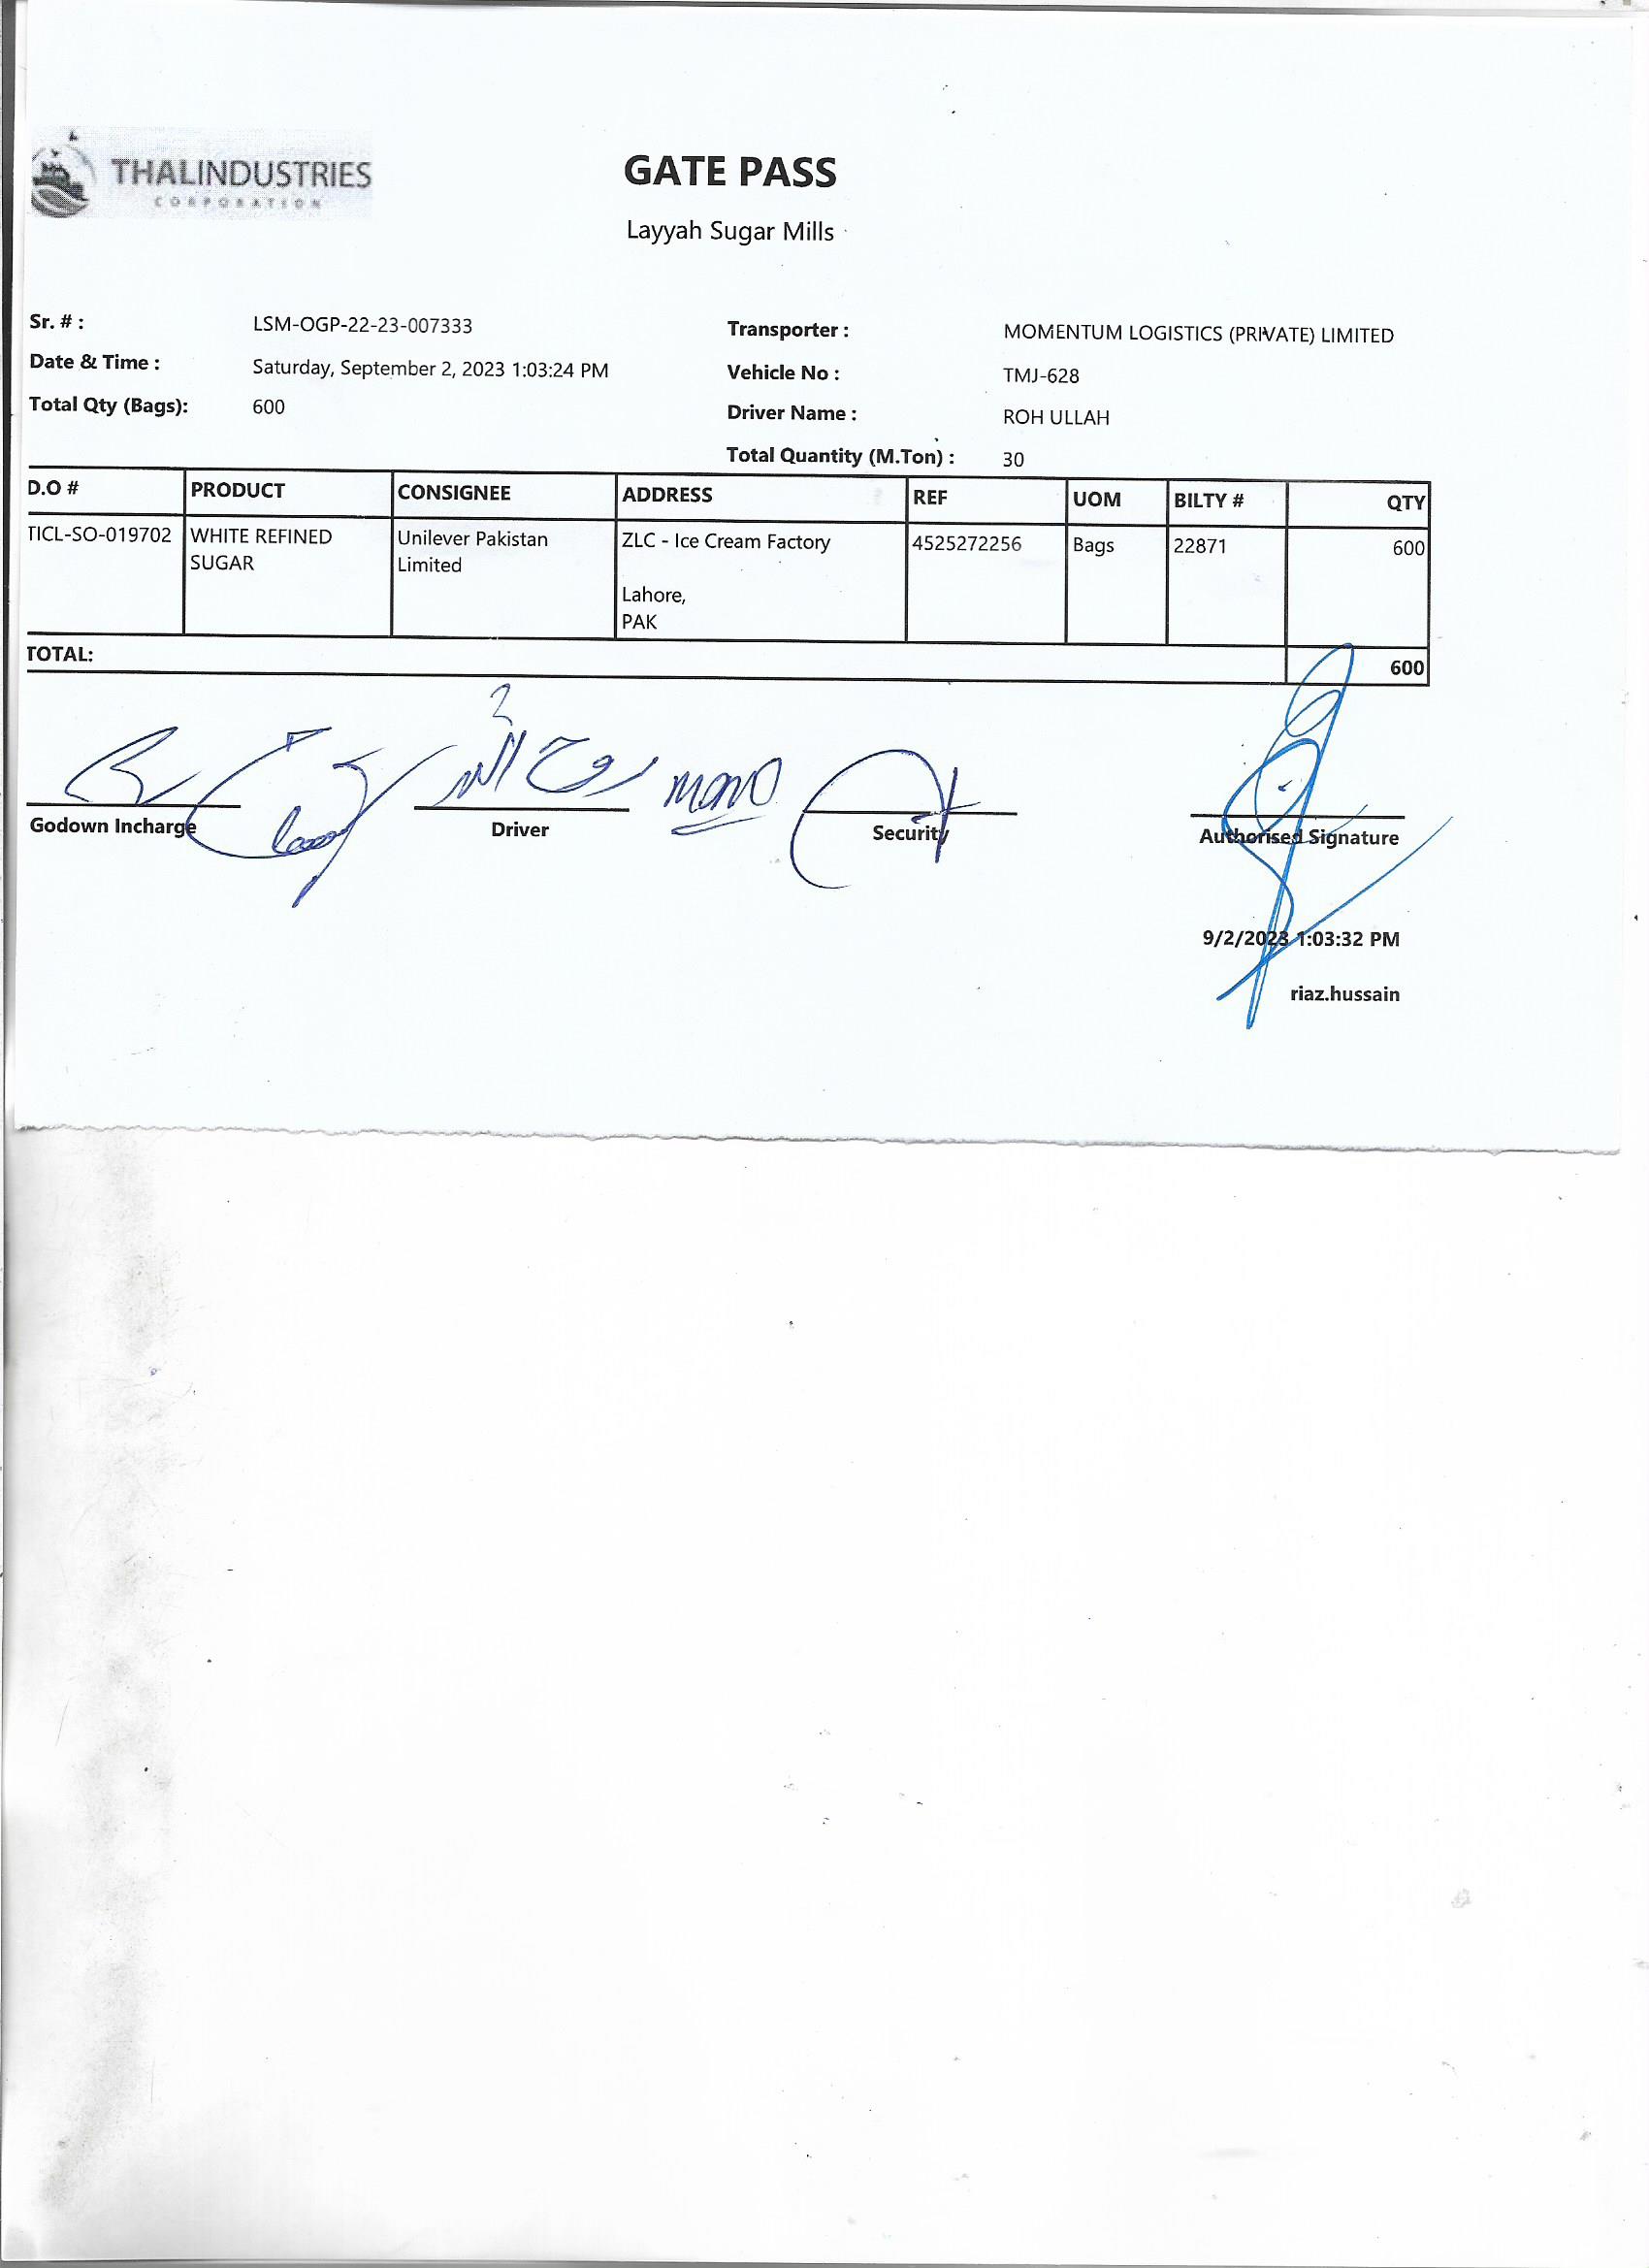 THALINDUSTRIES
CORPORATION
GATE PASS
Layyah Sugar Mills
Sr. # : LSM-OGP-22-23-007333
Date & Time : Saturday, September 2, 2023 1:03:24 PM
Total Qty (Bags): 600
Transporter : MOMENTUM LOGISTICS (PRIVATE) LIMITED
Vehicle No : TMJ-628
Driver Name : ROH ULLAH
Total Quantity (M.Ton) : 30
D.O # PRODUCT CONSIGNEE ADDRESS REF UOM BILTY # QTY
TICL-SO-019702 WHITE REFINED Unilever Pakistan ZLC - Ice Cream Factory 4525272256 Bags 22871 600
SUGAR Limited
Lahore,
PAK
TOTAL: 600
روح اللہ
Godown Incharge Driver Security Authorised Signature
9/2/2023 1:03:32 PM
riaz.hussain